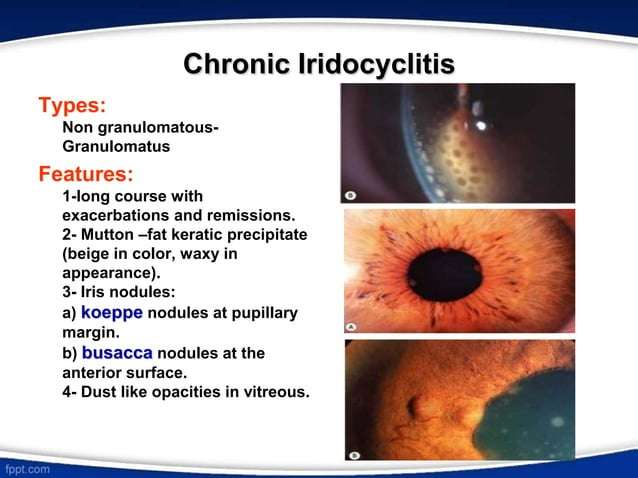 Chronic Iridocyclitis
Types:
Non granulomatous-
Granulomatus
Features:
1-long course with
exacerbations and remissions.
2- Mutton –fat keratic precipitate
(beige in color, waxy in
appearance).
3- Iris nodules:
a) koeppe nodules at pupillary
margin.
b) busacca nodules at the
anterior surface.
4- Dust like opacities in vitreous.
B
A
B
fppt.com